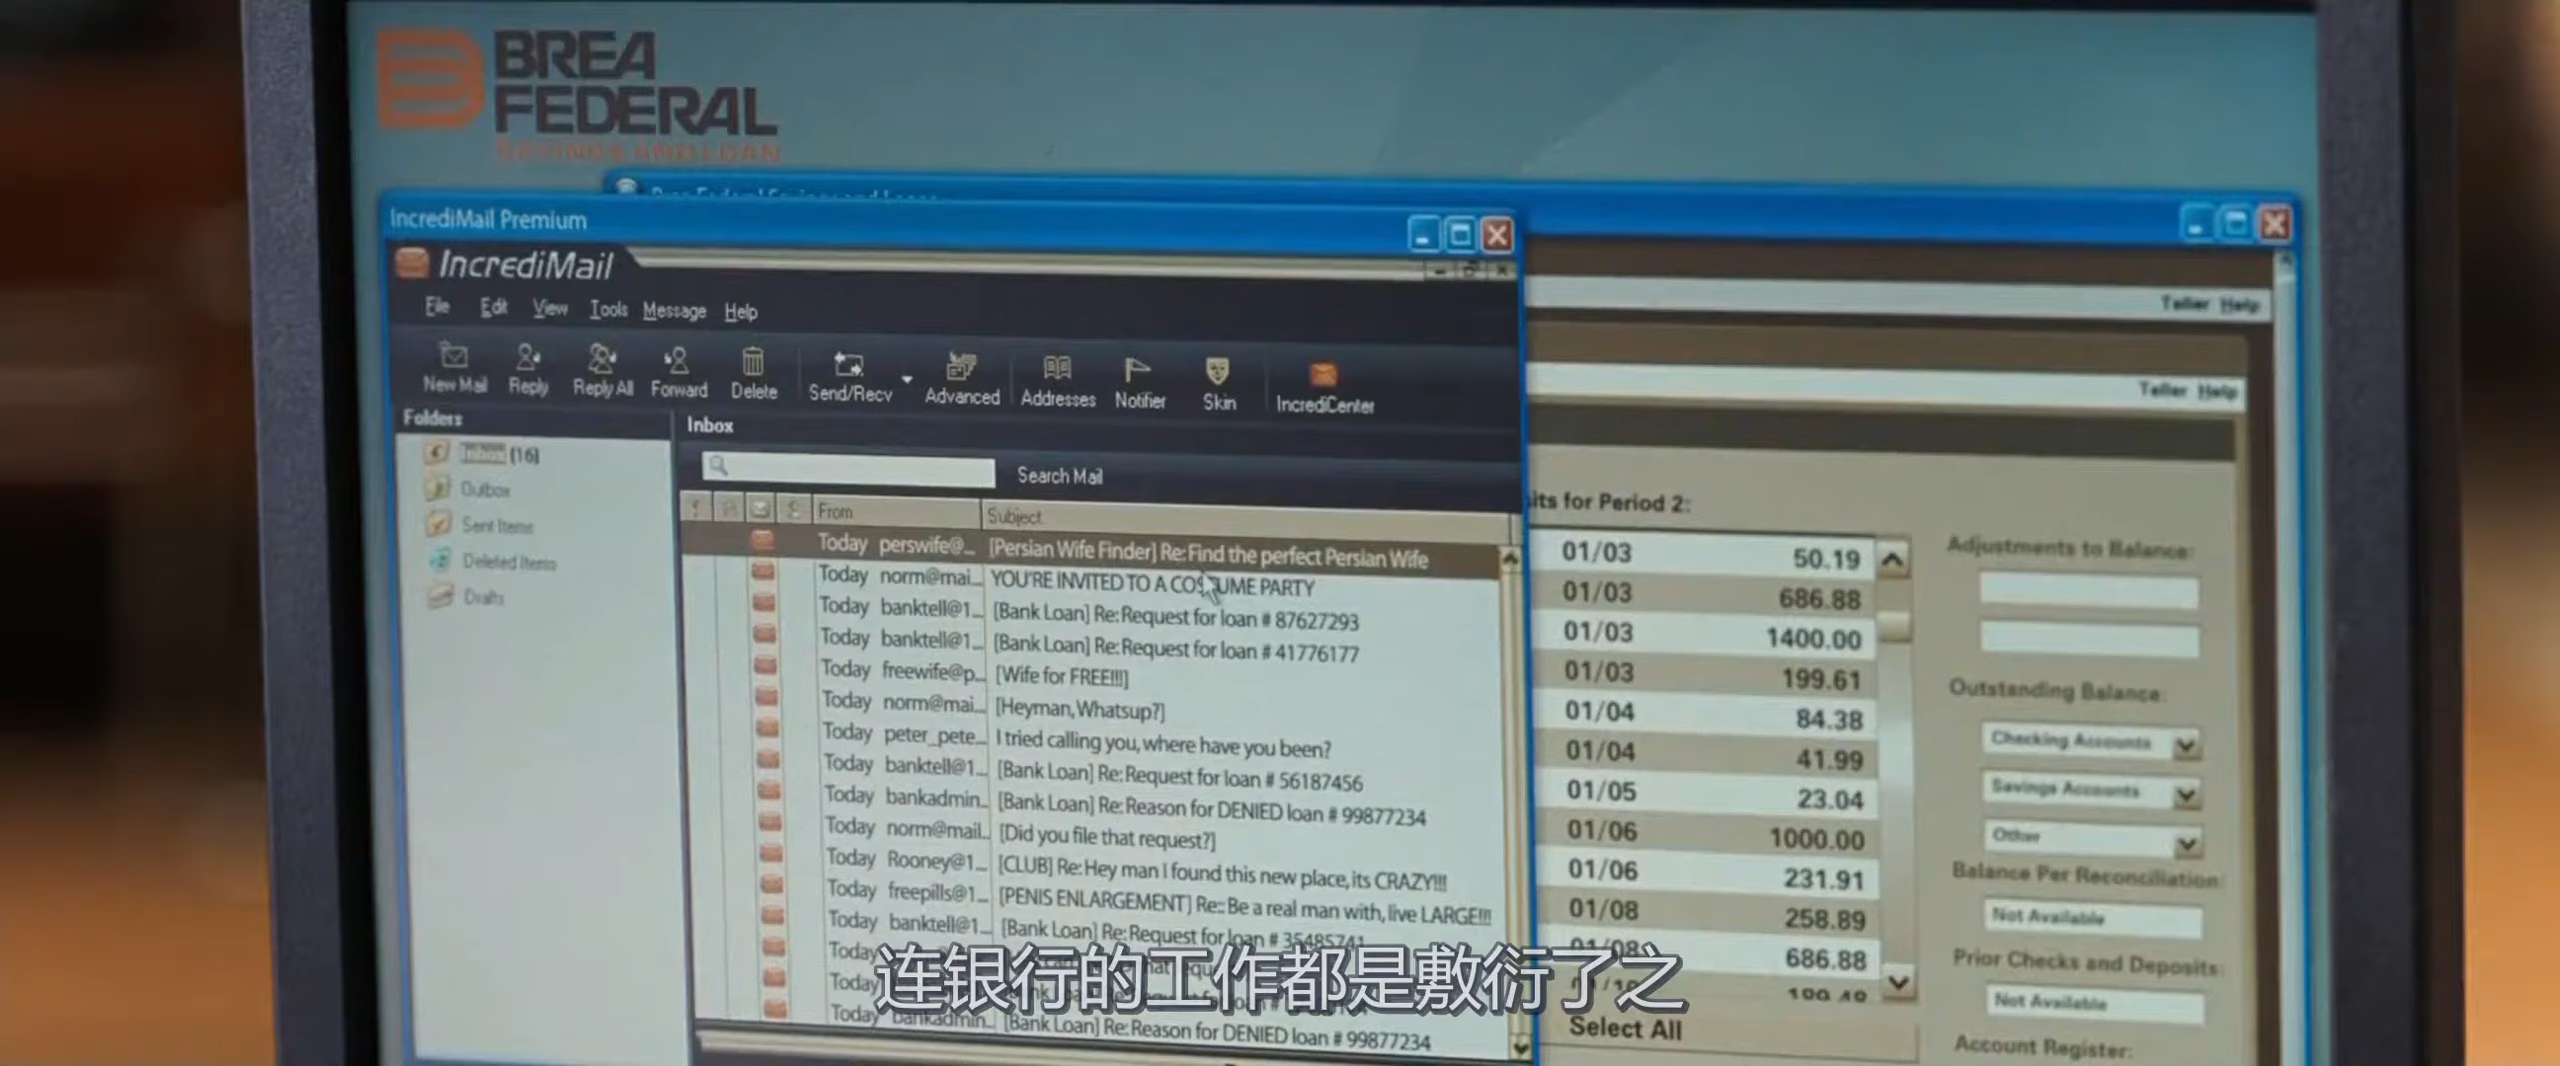 BREA
FEDERAL
SAVINGS AND LOAN
IncrediMail Premium
IncrediMail
File Edit View Tools Message Help
New Mail Reply Reply All Forward Delete Send/Recv Advanced Addresses Notifier Skin IncrediCenter
Folders
Inbox (16)
Outbox
Sent Items
Deleted Items
Drafts
Inbox
Search Mail
From Subject
Today perswife@... [Persian Wife Finder] Re: Find the perfect Persian Wife
Today norm@mai... YOU'RE INVITED TO A COSTUME PARTY
Today banktell@1... [Bank Loan] Re: Request for loan # 87627293
Today banktell@1... [Bank Loan] Re: Request for loan # 41776177
Today freewife@p... [Wife for FREE!!!]
Today norm@mai... [Heyman, Whatsup?]
Today peter_pete... I tried calling you, where have you been?
Today banktell@1... [Bank Loan] Re: Request for loan # 56187456
Today bankadmin... [Bank Loan] Re: Reason for DENIED loan # 99877234
Today norm@mail... [Did you file that request?]
Today Rooney@1... [CLUB] Re: Hey man I found this new place, its CRAZY!!!
Today freepills@1... [PENIS ENLARGEMENT] Re:: Be a real man with, live LARGE!!!
Today banktell@1... [Bank Loan] Re: Request for loan # 35485741
Today
Today
Today bankadmin... [Bank Loan] Re: Reason for DENIED loan # 99877234
Teller Help
Teller Help
its for Period 2:
01/03 50.19
01/03 686.88
01/03 1400.00
01/03 199.61
01/04 84.38
01/04 41.99
01/05 23.04
01/06 1000.00
01/06 231.91
01/08 258.89
01/08 686.88
Select All
Adjustments to Balance:
Outstanding Balance:
Checking Accounts
Savings Accounts
Other
Balance Per Reconciliation:
Not Available
Prior Checks and Deposits:
Not Available
Account Register:
连银行的工作都是敷衍了之